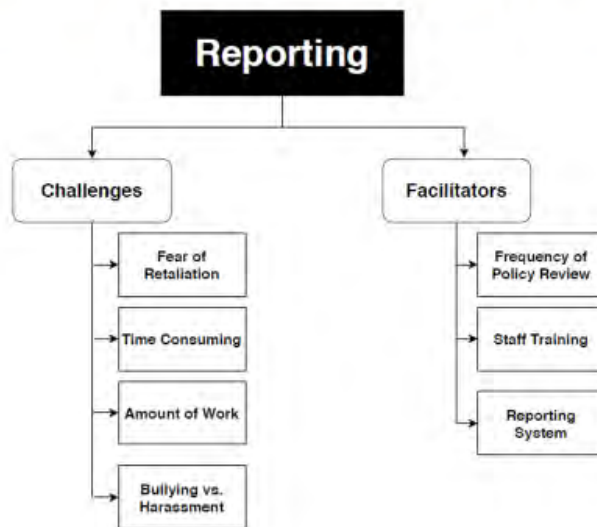 Reporting
Challenges
Fear of
Retaliation
Time Consuming
Amount of Work
Bullying vs.
Harassment
Facilitators
Frequency of
Policy Review
Staff Training
Reporting
System